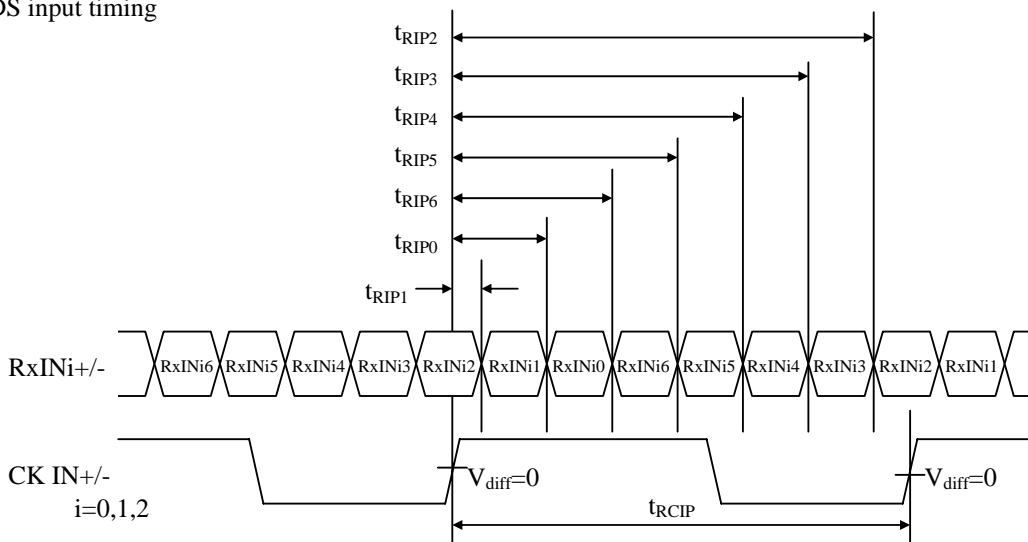 DS input timing
tRIP2
tRIP3
tRIP4
tRIP5
tRIP6
tRIP0
tRIP1
RxINi+/- RxINi6 RxINi5 RxINi4 RxINi3 RxINi2 RxINi1 RxINi0 RxINi6 RxINi5 RxINi4 RxINi3 RxINi2 RxINi1
CK IN+/- Vdiff=0 Vdiff=0
i=0,1,2 tRCIP